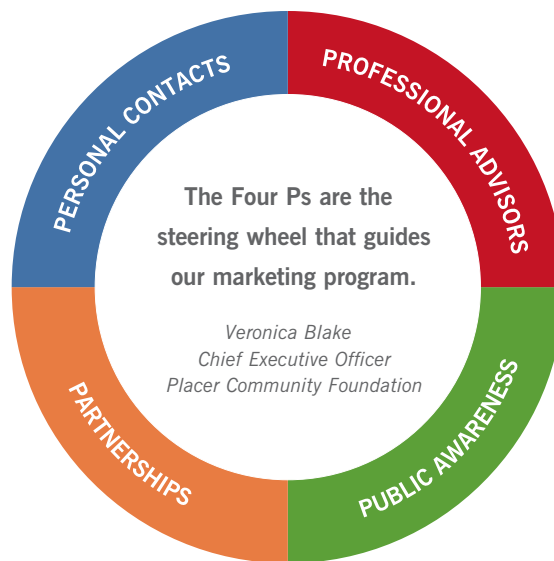 PERSONAL CONTACTS
PROFESSIONAL ADVISORS
The Four Ps are the
steering wheel that guides
our marketing program.
Veronica Blake
Chief Executive Officer
Placer Community Foundation
PARTNERSHIPS
PUBLIC AWARENESS